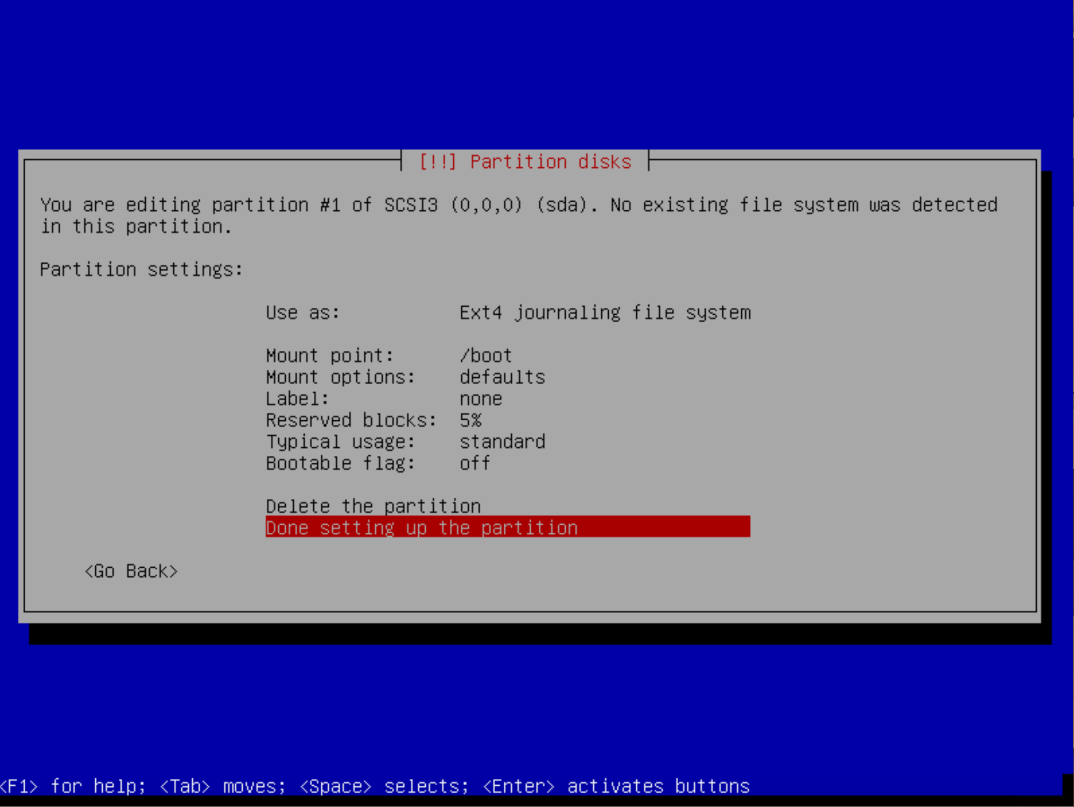 [!!] Partition disks
You are editing partition #1 of SCSI3 (0,0,0) (sda). No existing file system was detected
in this partition.
Partition settings:
Use as: Ext4 journaling file system
Mount point: /boot
Mount options: defaults
Label: none
Reserved blocks: 5%
Typical usage: standard
Bootable flag: off
Delete the partition
Done setting up the partition
<Go Back>
<F1> for help; <Tab> moves; <Space> selects; <Enter> activates buttons